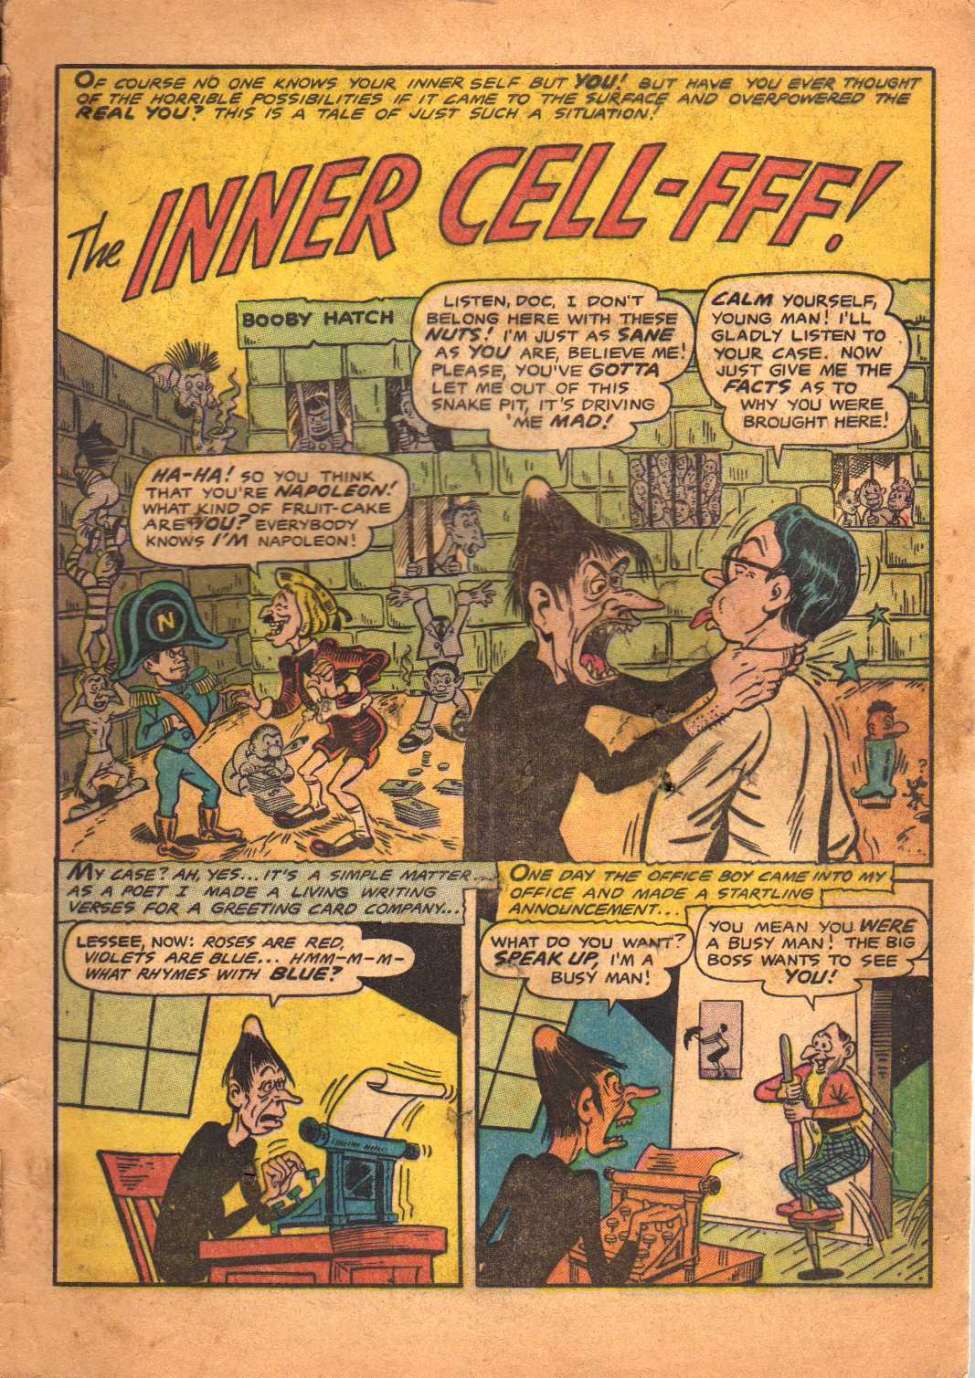 OF COURSE NO ONE KNOWS YOUR INNER SELF BUT YOU! BUT HAVE YOU EVER THOUGHT
OF THE HORRIBLE POSSIBILITIES IF IT CAME TO THE SURFACE AND OVERPOWERED THE
REAL YOU? THIS IS A TALE OF JUST SUCH A SITUATION!
The INNER CELL-FFF!
BOOBY HATCH
LISTEN, DOC, I DON'T
BELONG HERE WITH THESE
NUTS! I'M JUST AS SANE
AS YOU ARE, BELIEVE ME!
PLEASE, YOU'VE GOTTA
LET ME OUT OF THIS
SNAKE PIT, IT'S DRIVING
ME MAD!
CALM YOURSELF,
YOUNG MAN! I'LL
GLADLY LISTEN TO
YOUR CASE. NOW
JUST GIVE ME THE
FACTS AS TO
WHY YOU WERE
BROUGHT HERE!
HA-HA! SO YOU THINK
THAT YOU'RE NAPOLEON!
WHAT KIND OF FRUIT-CAKE
ARE YOU? EVERYBODY
KNOWS I'M NAPOLEON!
N
?
MY CASE? AH, YES... IT'S A SIMPLE MATTER...
AS A POET I MADE A LIVING WRITING
VERSES FOR A GREETING CARD COMPANY...
LESSEE, NOW: ROSES ARE RED,
VIOLETS ARE BLUE... HMM-M-M-
WHAT RHYMES WITH BLUE?
ONE DAY THE OFFICE BOY CAME INTO MY
OFFICE AND MADE A STARTLING
ANNOUNCEMENT...
WHAT DO YOU WANT?
SPEAK UP, I'M A
BUSY MAN!
YOU MEAN YOU WERE
A BUSY MAN! THE BIG
BOSS WANTS TO SEE
YOU!